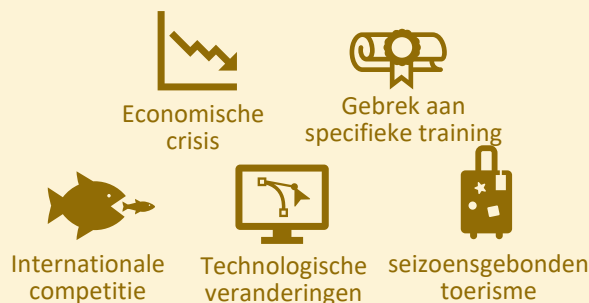 Economische
crisis
Gebrek aan
specifieke training
Internationale
competitie
Technologische
veranderingen
seizoensgebonden
toerisme